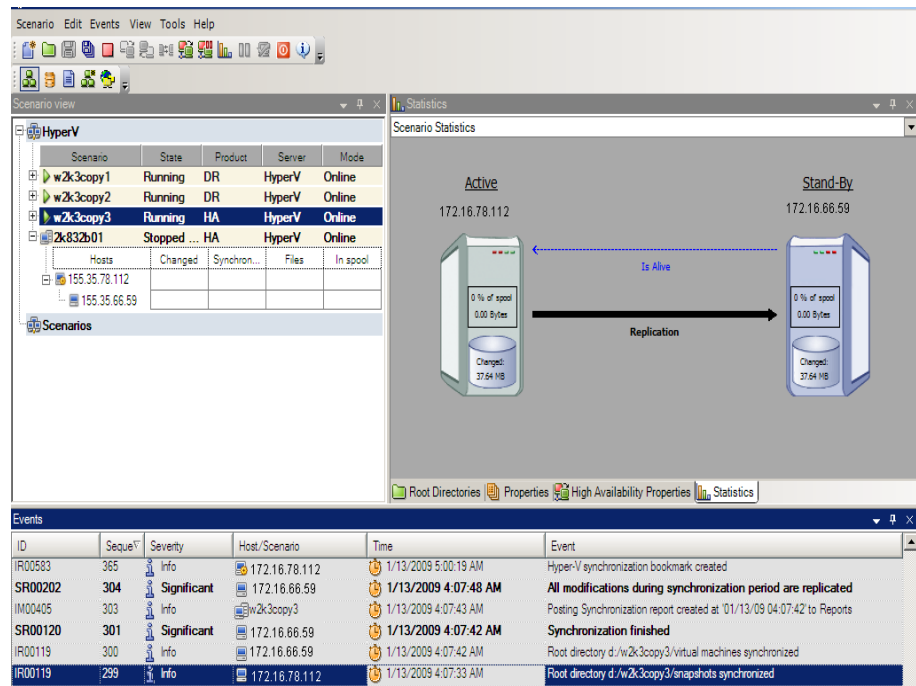 Scenario Edit Events View Tools Help
Scenario view
HyperV
Scenario State Product Server Mode
w2k3copy1 Running DR HyperV Online
w2k3copy2 Running DR HyperV Online
w2k3copy3 Running HA HyperV Online
2k832b01 Stopped ... HA HyperV Online
Hosts Changed Synchron... Files In spool
155.35.78.112
155.35.66.59
Scenarios
Statistics
Scenario Statistics
Active Stand-By
172.16.78.112 172.16.66.59
Is Alive
0 % of spool
0.00 Bytes
0 % of spool
0.00 Bytes
Replication
Changed:
37.64 MB
Changed:
37.64 MB
Root Directories Properties High Availability Properties Statistics
Events
ID Seque Severity Host/Scenario Time Event
IR00583 365 Info 172.16.78.112 1/13/2009 5:00:19 AM Hyper-V synchronization bookmark created
SR00202 304 Significant 172.16.66.59 1/13/2009 4:07:48 AM All modifications during synchronization period are replicated
IM00405 303 Info w2k3copy3 1/13/2009 4:07:43 AM Posting Synchronization report created at '01/13/09 04:07:42' to Reports
SR00120 301 Significant 172.16.66.59 1/13/2009 4:07:42 AM Synchronization finished
IR00119 300 Info 172.16.66.59 1/13/2009 4:07:42 AM Root directory d:/w2k3copy3/virtual machines synchronized
IR00119 299 Info 172.16.78.112 1/13/2009 4:07:33 AM Root directory d:/w2k3copy3/snapshots synchronized